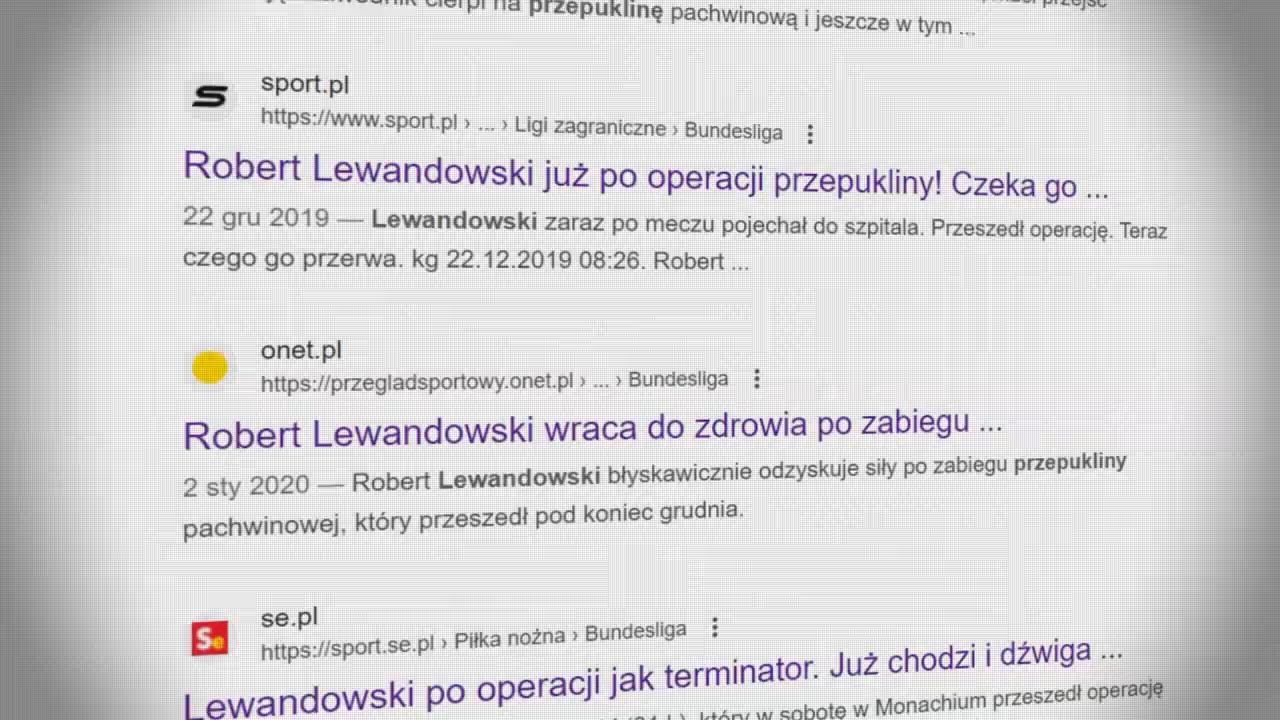 cierpi na przepuklinę pachwinową i jeszcze w tym ...
sport.pl
https://www.sport.pl › ... › Ligi zagraniczne › Bundesliga
Robert Lewandowski już po operacji przepukliny! Czeka go ...
22 gru 2019 — Lewandowski zaraz po meczu pojechał do szpitala. Przeszedł operację. Teraz
czego go przerwa. kg 22.12.2019 08:26. Robert ...
onet.pl
https://przegladsportowy.onet.pl › ... › Bundesliga
Robert Lewandowski wraca do zdrowia po zabiegu ...
2 sty 2020 — Robert Lewandowski błyskawicznie odzyskuje siły po zabiegu przepukliny
pachwinowej, który przeszedł pod koniec grudnia.
Se
se.pl
https://sport.se.pl › Piłka nożna › Bundesliga
Lewandowski po operacji jak terminator. Już chodzi i dźwiga ...
który w sobotę w Monachium przeszedł operację